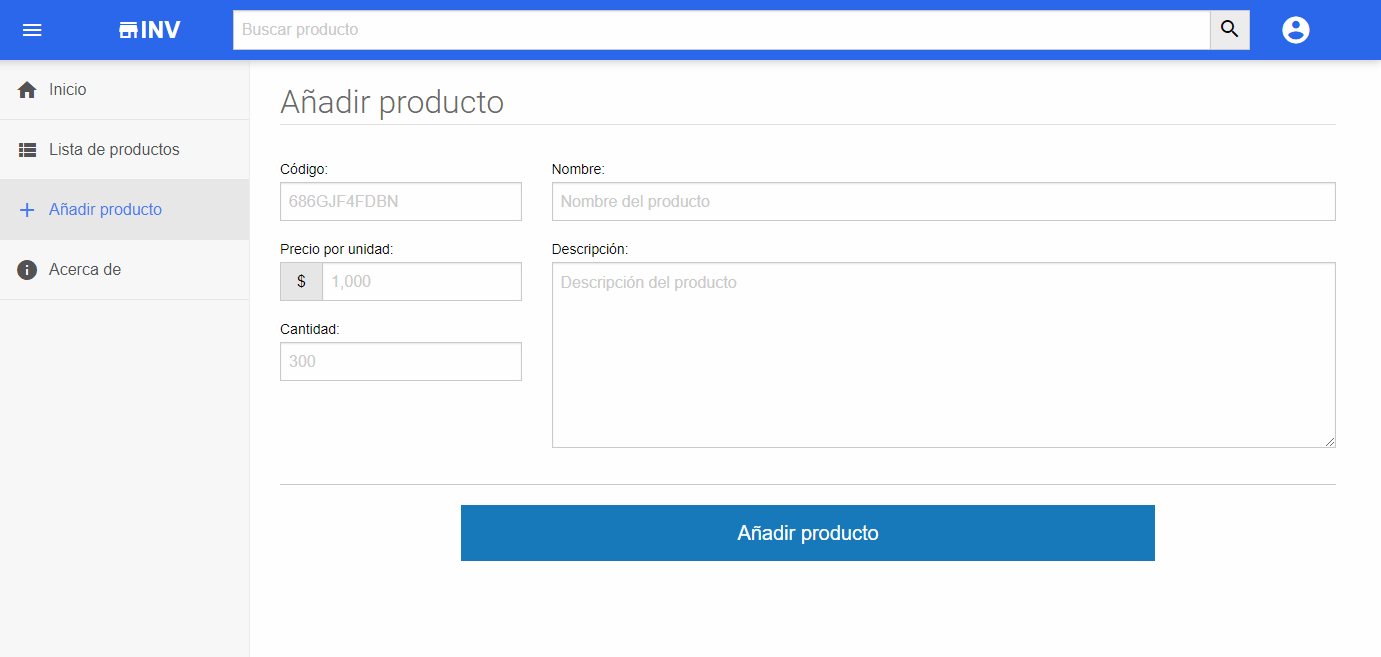 INV
Buscar producto
Inicio
Lista de productos
Añadir producto
Acerca de
Añadir producto
Código:
686GJF4FDBN
Nombre:
Nombre del producto
Precio por unidad:
$ 1,000
Descripción:
Descripción del producto
Cantidad:
300
Añadir producto